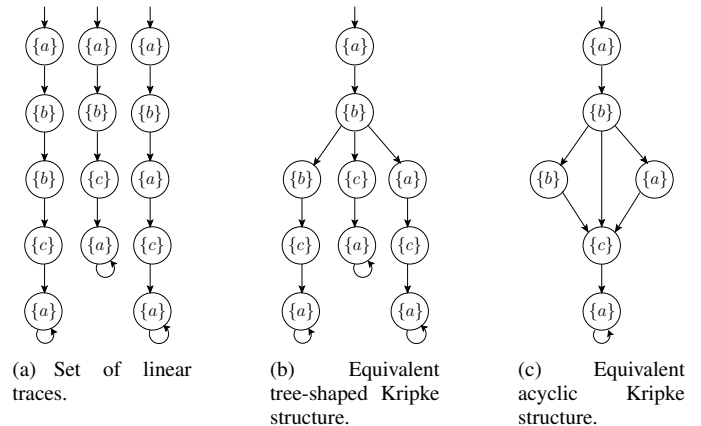 {a} {a} {a} {a} {a}
{b} {b} {b} {b} {b}
{b} {c} {a} {b} {c} {a} {b} {a}
{c} {a} {c} {c} {a} {c} {c}
{a} {a} {a} {a} {a}
(a) Set of linear
traces.
(b) Equivalent
tree-shaped Kripke
structure.
(c) Equivalent
acyclic Kripke
structure.